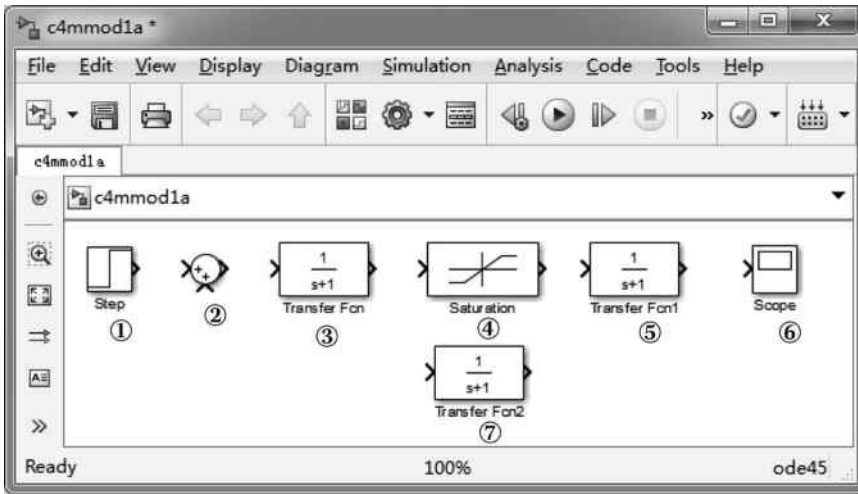 c4mmod1a *
File Edit View Display Diagram Simulation Analysis Code Tools Help
»
c4mmod1a
c4mmod1a
Step
①
+
+
②
1
s+1
Transfer Fcn
③
Saturation
④
1
s+1
Transfer Fcn1
⑤
Scope
⑥
1
s+1
Transfer Fcn2
⑦
A
»
Ready 100% ode45